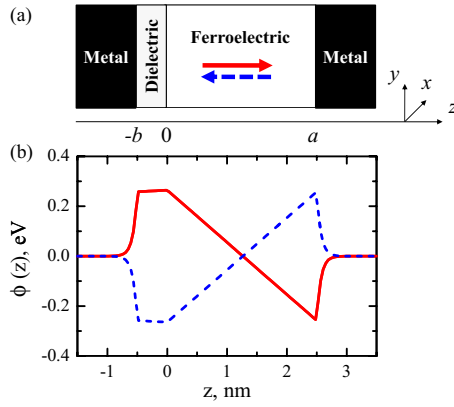 (a)
Metal
Dielectric
Ferroelectric
Metal
y
x
z
-b
0
a
(b)
0.4
0.2
0.0
-0.2
-0.4
ϕ (z), eV
-1 0 1 2 3
z, nm